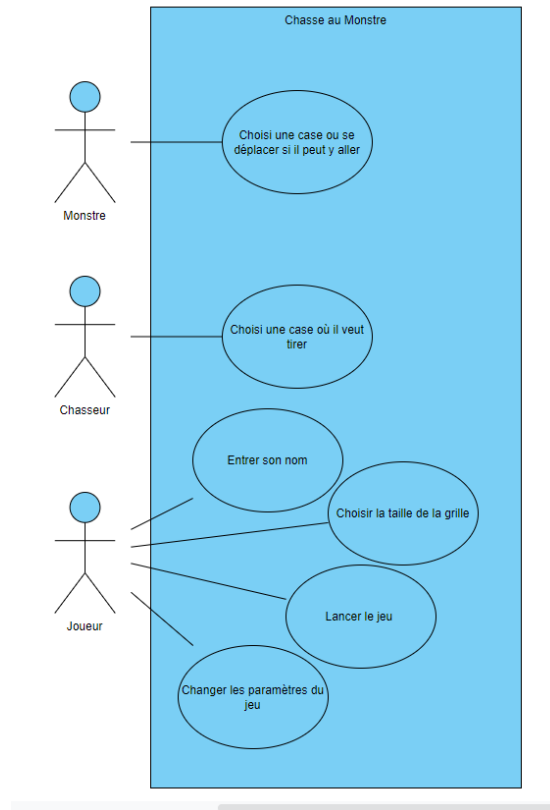 Chasse au Monstre
Choisi une case ou se
déplacer si il peut y aller
Monstre
Choisi une case où il veut
tirer
Chasseur
Entrer son nom
Choisir la taille de la grille
Lancer le jeu
Joueur
Changer les paramètres du
jeu